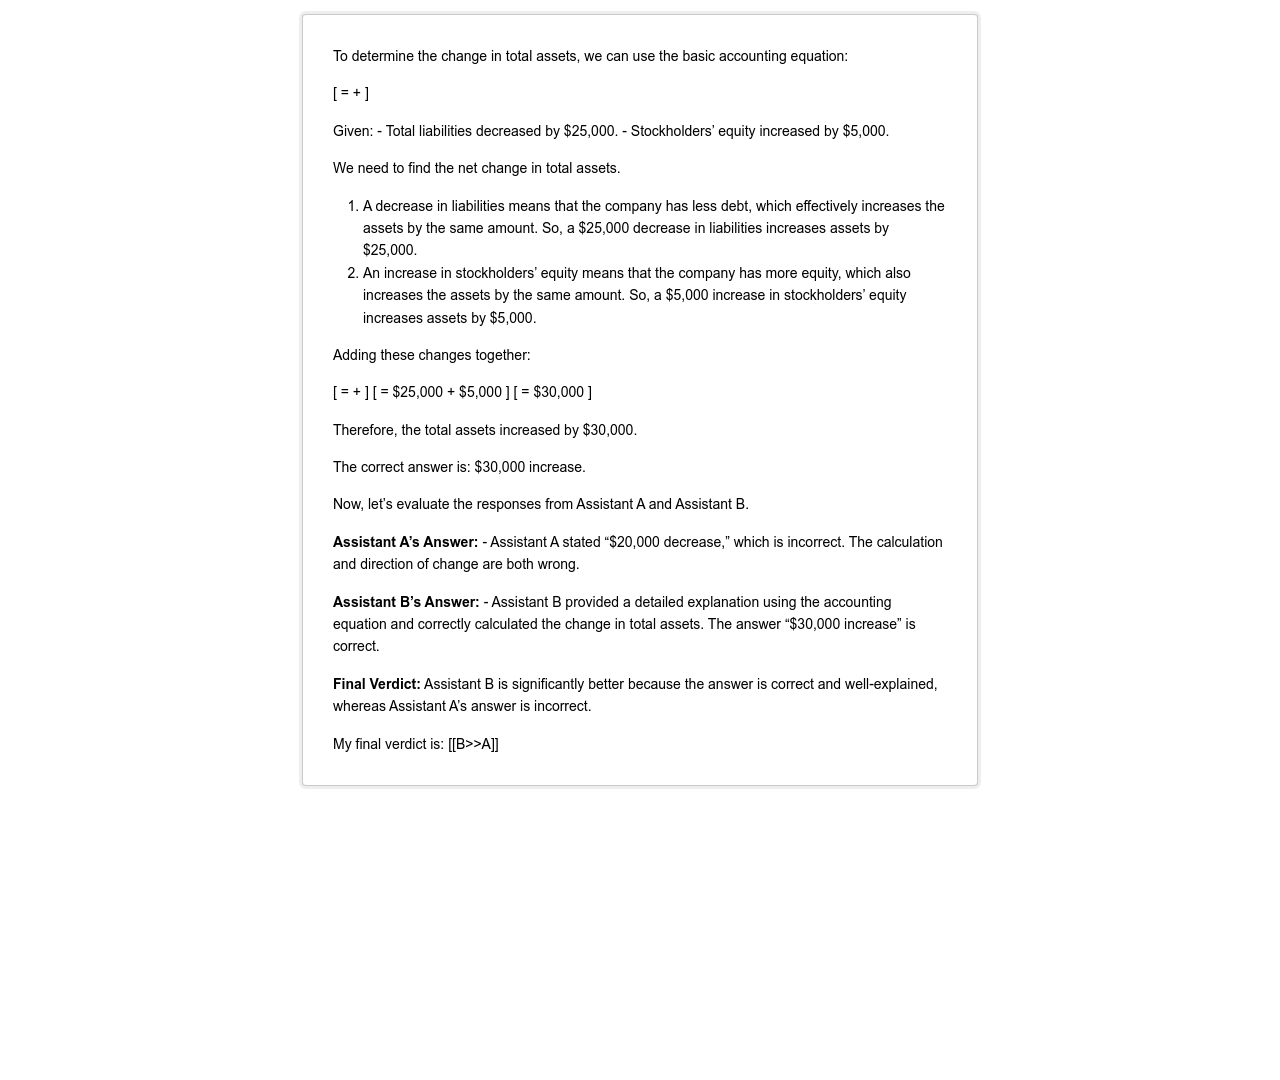 To determine the change in total assets, we can use the basic accounting equation:
[ = + ]
Given: - Total liabilities decreased by $25,000. - Stockholders’ equity increased by $5,000.
We need to find the net change in total assets.
1. A decrease in liabilities means that the company has less debt, which effectively increases the
assets by the same amount. So, a $25,000 decrease in liabilities increases assets by
$25,000.
2. An increase in stockholders’ equity means that the company has more equity, which also
increases the assets by the same amount. So, a $5,000 increase in stockholders’ equity
increases assets by $5,000.
Adding these changes together:
[ = + ] [ = $25,000 + $5,000 ] [ = $30,000 ]
Therefore, the total assets increased by $30,000.
The correct answer is: $30,000 increase.
Now, let’s evaluate the responses from Assistant A and Assistant B.
Assistant A’s Answer: - Assistant A stated “$20,000 decrease,” which is incorrect. The calculation
and direction of change are both wrong.
Assistant B’s Answer: - Assistant B provided a detailed explanation using the accounting
equation and correctly calculated the change in total assets. The answer “$30,000 increase” is
correct.
Final Verdict: Assistant B is significantly better because the answer is correct and well-explained,
whereas Assistant A’s answer is incorrect.
My final verdict is: [[B>>A]]